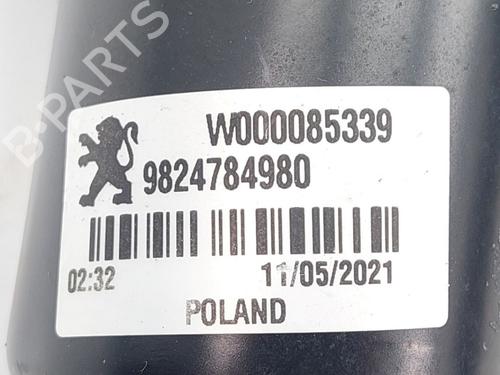 B-PARTS
W000085339
9824784980
02:32 11/05/2021
POLAND